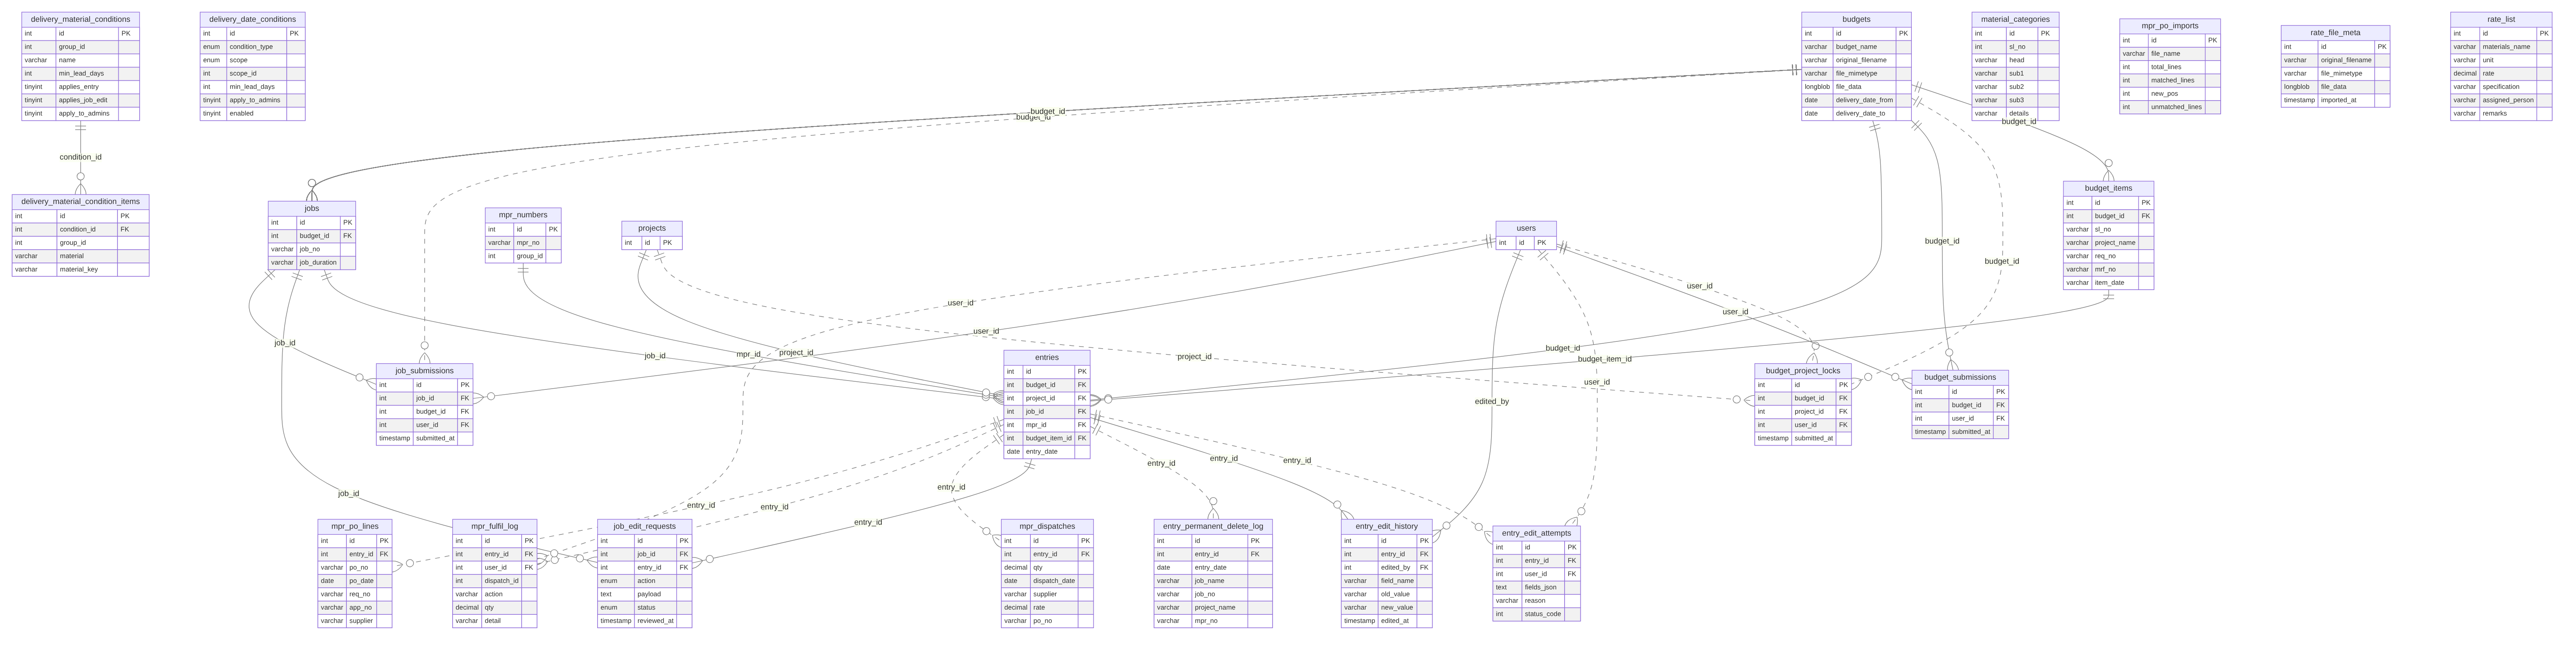 delivery_material_conditions
int id PK
int group_id
varchar name
int min_lead_days
tinyint applies_entry
tinyint applies_job_edit
tinyint apply_to_admins
delivery_date_conditions
int id PK
enum condition_type
enum scope
int scope_id
int min_lead_days
tinyint apply_to_admins
tinyint enabled
budgets
int id PK
varchar budget_name
varchar original_filename
varchar file_mimetype
longblob file_data
date delivery_date_from
date delivery_date_to
material_categories
int id PK
int sl_no
varchar head
varchar sub1
varchar sub2
varchar sub3
varchar details
mpr_po_imports
int id PK
varchar file_name
int total_lines
int matched_lines
int new_pos
int unmatched_lines
rate_file_meta
int id PK
varchar original_filename
varchar file_mimetype
longblob file_data
timestamp imported_at
rate_list
int id PK
varchar materials_name
varchar unit
decimal rate
varchar specification
varchar assigned_person
varchar remarks
budget_id
budget_id
budget_id
condition_id
delivery_material_condition_items
int id PK
int condition_id FK
int group_id
varchar material
varchar material_key
jobs
int id PK
int budget_id FK
varchar job_no
varchar job_duration
mpr_numbers
int id PK
varchar mpr_no
int group_id
projects
int id PK
users
int id PK
budget_items
int id PK
int budget_id FK
varchar sl_no
varchar project_name
varchar req_no
varchar mrf_no
varchar item_date
budget_id
budget_id
user_id
user_id
user_id
user_id
job_id
job_id
mpr_id
project_id
project_id
budget_id
budget_item_id
user_id
job_submissions
int id PK
int job_id FK
int budget_id FK
int user_id FK
timestamp submitted_at
entries
int id PK
int budget_id FK
int project_id FK
int job_id FK
int mpr_id FK
int budget_item_id FK
date entry_date
budget_project_locks
int id PK
int budget_id FK
int project_id FK
int user_id FK
timestamp submitted_at
budget_submissions
int id PK
int budget_id FK
int user_id FK
timestamp submitted_at
edited_by
job_id
entry_id
entry_id
entry_id
entry_id
entry_id
entry_id
entry_id
mpr_po_lines
int id PK
int entry_id FK
varchar po_no
date po_date
varchar req_no
varchar app_no
varchar supplier
mpr_fulfil_log
int id PK
int entry_id FK
int user_id FK
int dispatch_id
varchar action
decimal qty
varchar detail
job_edit_requests
int id PK
int job_id FK
int entry_id FK
enum action
text payload
enum status
timestamp reviewed_at
mpr_dispatches
int id PK
int entry_id FK
decimal qty
date dispatch_date
varchar supplier
decimal rate
varchar po_no
entry_permanent_delete_log
int id PK
int entry_id FK
date entry_date
varchar job_name
varchar job_no
varchar project_name
varchar mpr_no
entry_edit_history
int id PK
int entry_id FK
int edited_by FK
varchar field_name
varchar old_value
varchar new_value
timestamp edited_at
entry_edit_attempts
int id PK
int entry_id FK
int user_id FK
text fields_json
varchar reason
int status_code